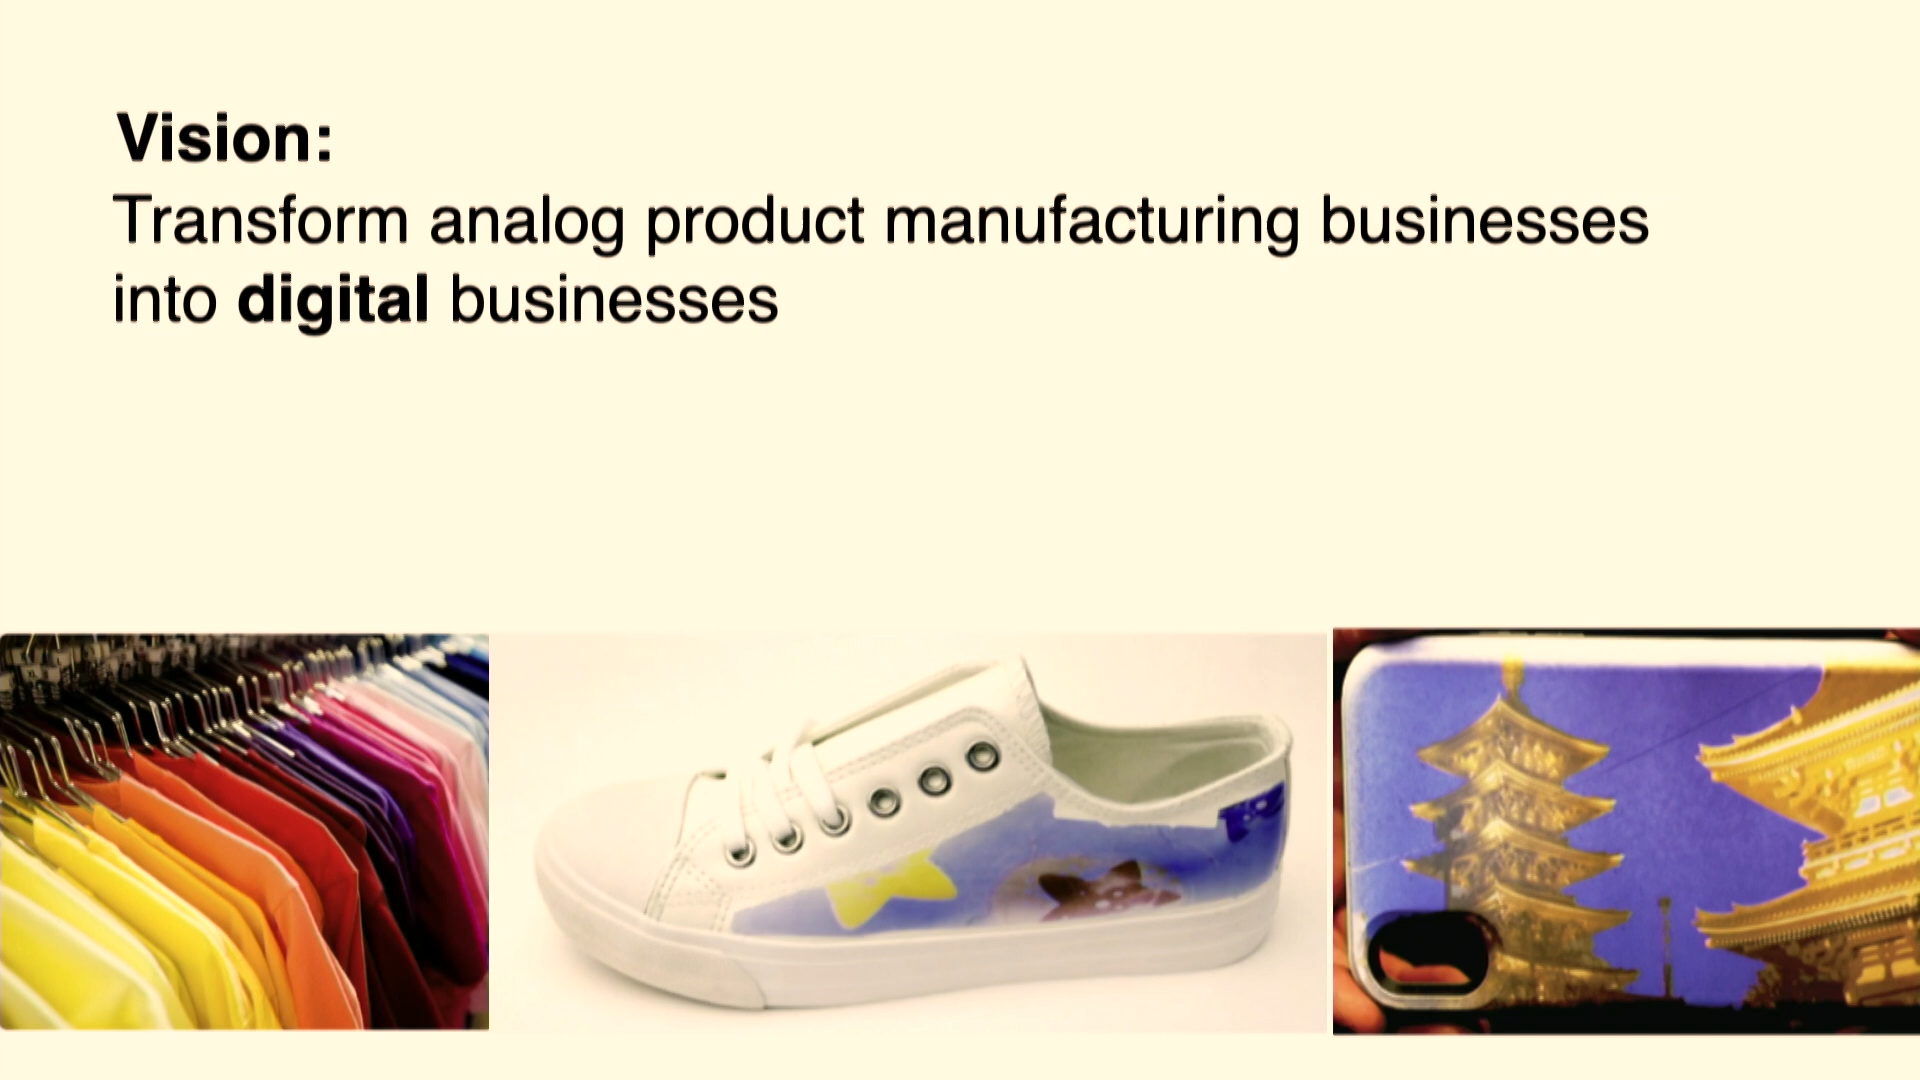 Vision:
Transform analog product manufacturing businesses
into digital businesses